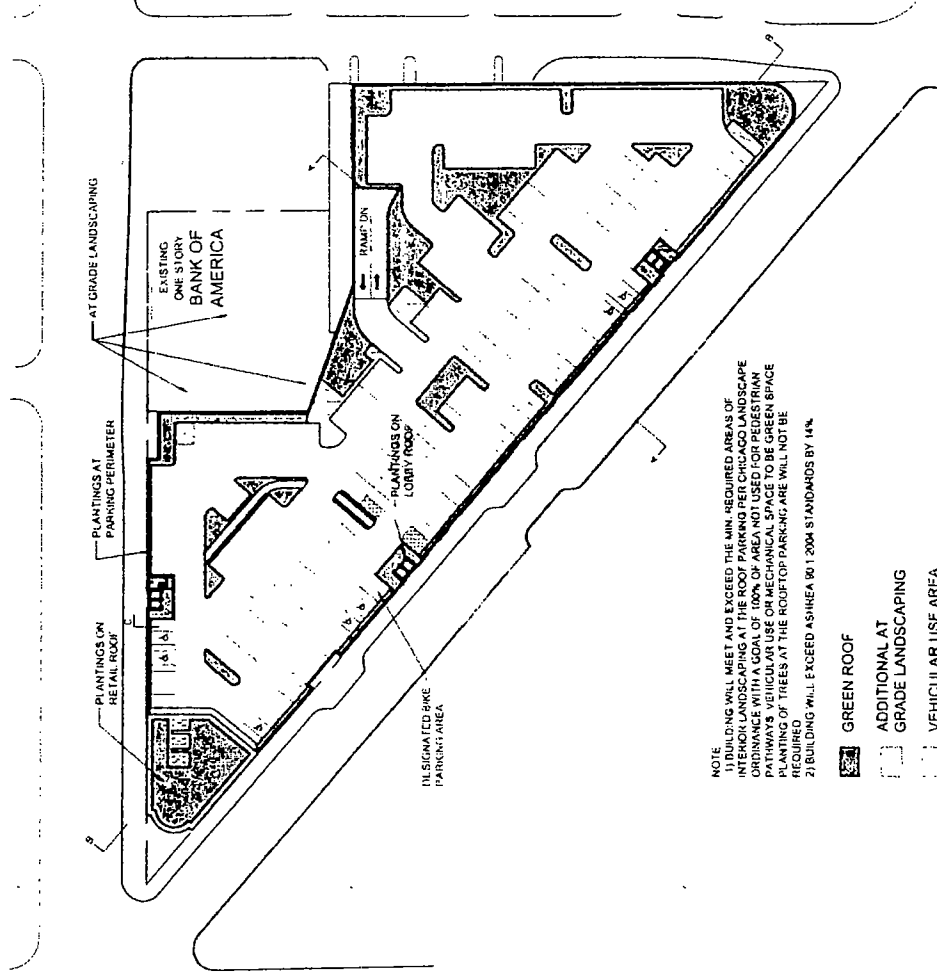 AT GRADE LANDSCAPING
PLANTINGS AT
PARKING PERIMETER
PLANTINGS ON
RETAIL ROOF
EXISTING
ONE STORY
BANK OF
AMERICA
RAMP DN
PLANTINGS ON
LOBBY ROOF
DESIGNATED BIKE
PARKING AREA
B
B
A
A
C
NOTE
1) BUILDING WILL MEET AND EXCEED THE MIN. REQUIRED AREAS OF
INTERIOR LANDSCAPING AT THE ROOF PARKING PER CHICAGO LANDSCAPE
ORDINANCE WITH A GOAL OF 100% OF AREA NOT USED FOR PEDESTRIAN
PATHWAYS VEHICULAR USE OR MECHANICAL SPACE TO BE GREEN SPACE
PLANTING OF TREES AT THE ROOFTOP PARKING ARE WILL NOT BE
REQUIRED
2) BUILDING WILL EXCEED ASHREA 90 1 2004 STANDARDS BY 14%
GREEN ROOF
ADDITIONAL AT
GRADE LANDSCAPING
VEHICULAR USE AREA